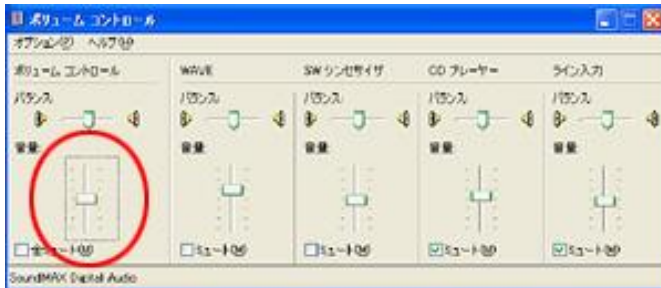 ボリューム コントロール
オプション(P) ヘルプ(H)
ボリューム コントロール WAVE SW シンセサイザ CD プレーヤー ライン入力
バランス バランス バランス バランス バランス
音量 音量 音量 音量 音量
全ミュート(M) ミュート(M) ミュート(M) ミュート(M) ミュート(M)
SoundMAX Digital Audio